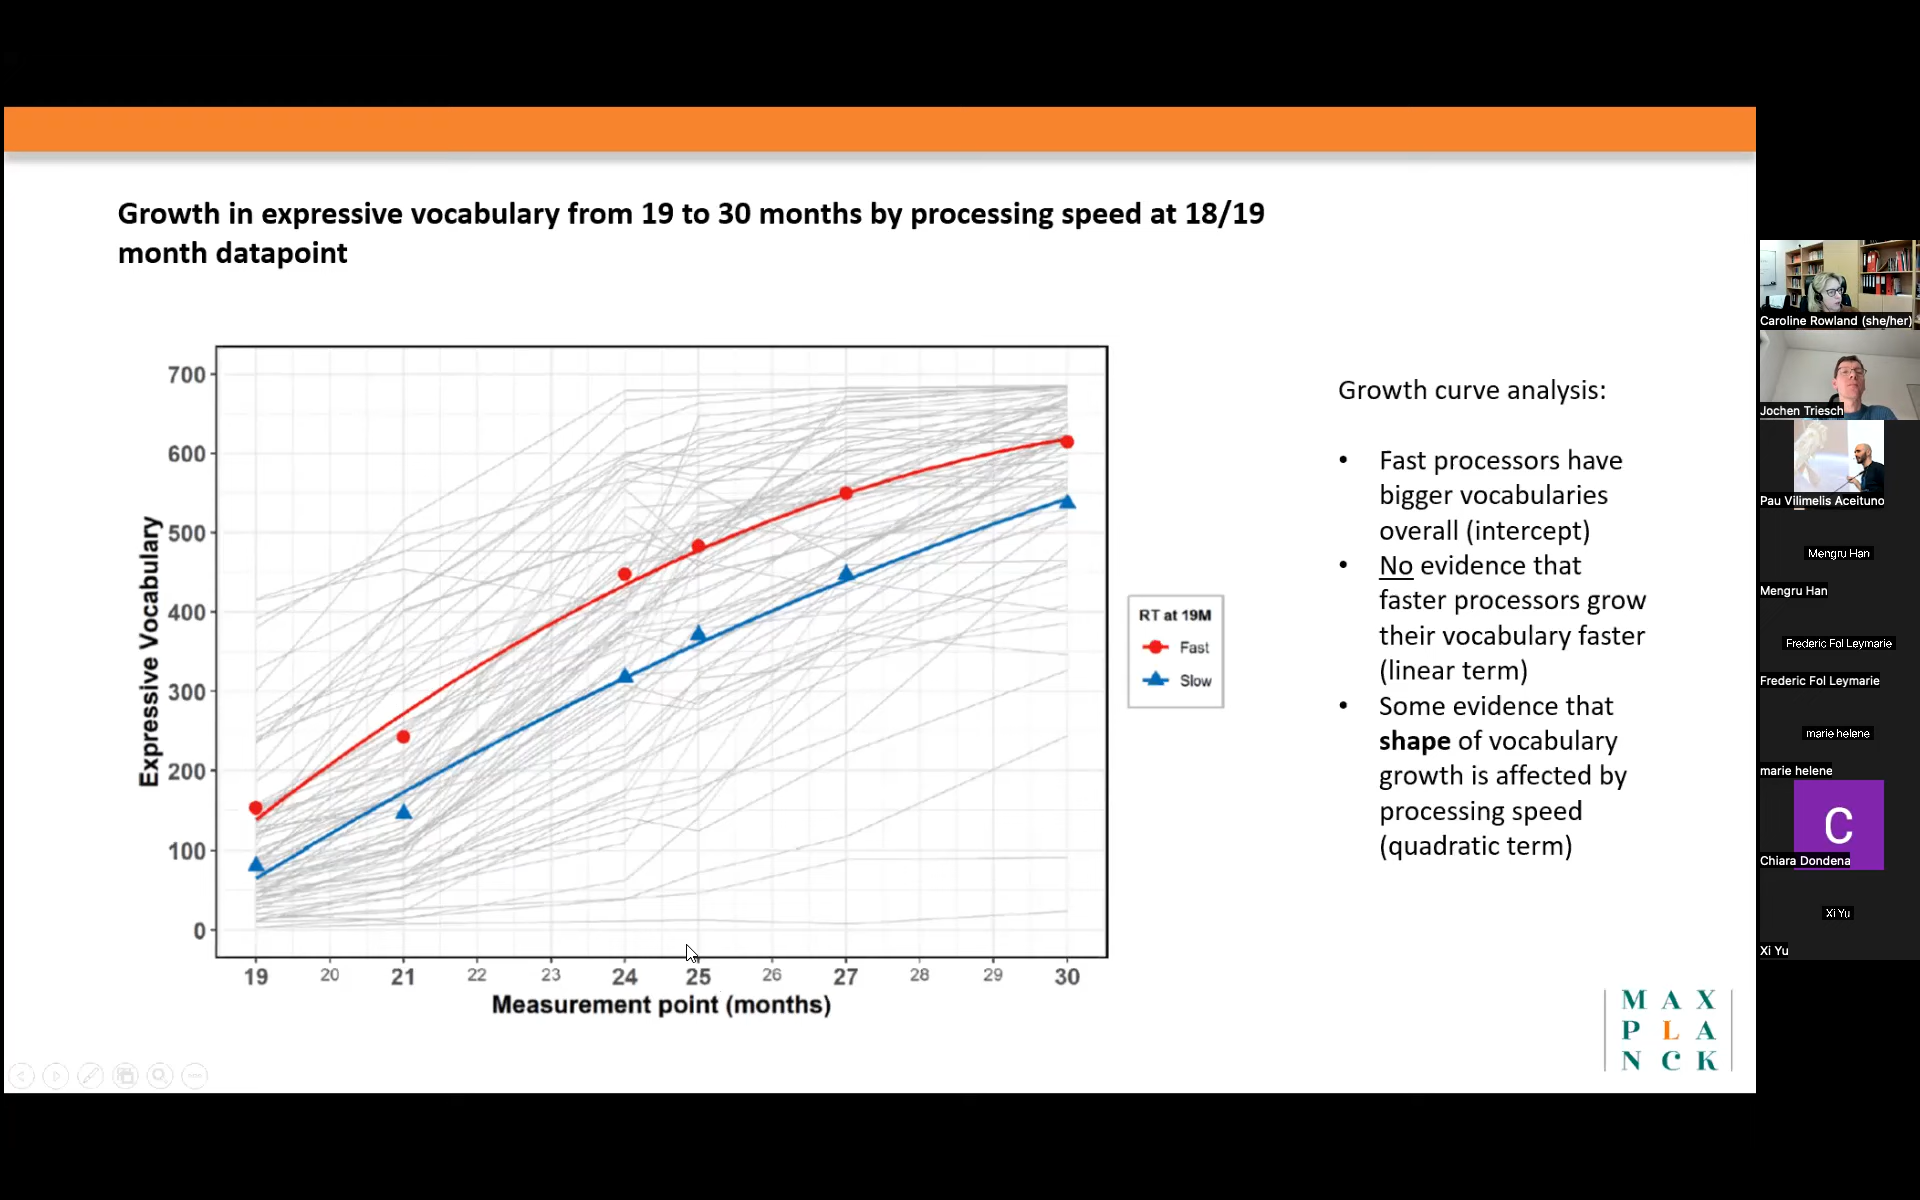 Growth in expressive vocabulary from 19 to 30 months by processing speed at 18/19
month datapoint
700
600
500
400
300
200
100
0
Expressive Vocabulary
19 20 21 22 23 24 25 26 27 28 29 30
Measurement point (months)
RT at 19M
Fast
Slow
Growth curve analysis:
• Fast processors have
bigger vocabularies
overall (intercept)
• No evidence that
faster processors grow
their vocabulary faster
(linear term)
• Some evidence that
shape of vocabulary
growth is affected by
processing speed
(quadratic term)
M A X
P L A
N C K
Caroline Rowland (she/her)
Jochen Triesch
Pau Vilimelis Aceituno
Mengru Han
Mengru Han
Frederic Fol Leymarie
Frederic Fol Leymarie
marie helene
marie helene
C
Chiara Dondena
Xi Yu
Xi Yu